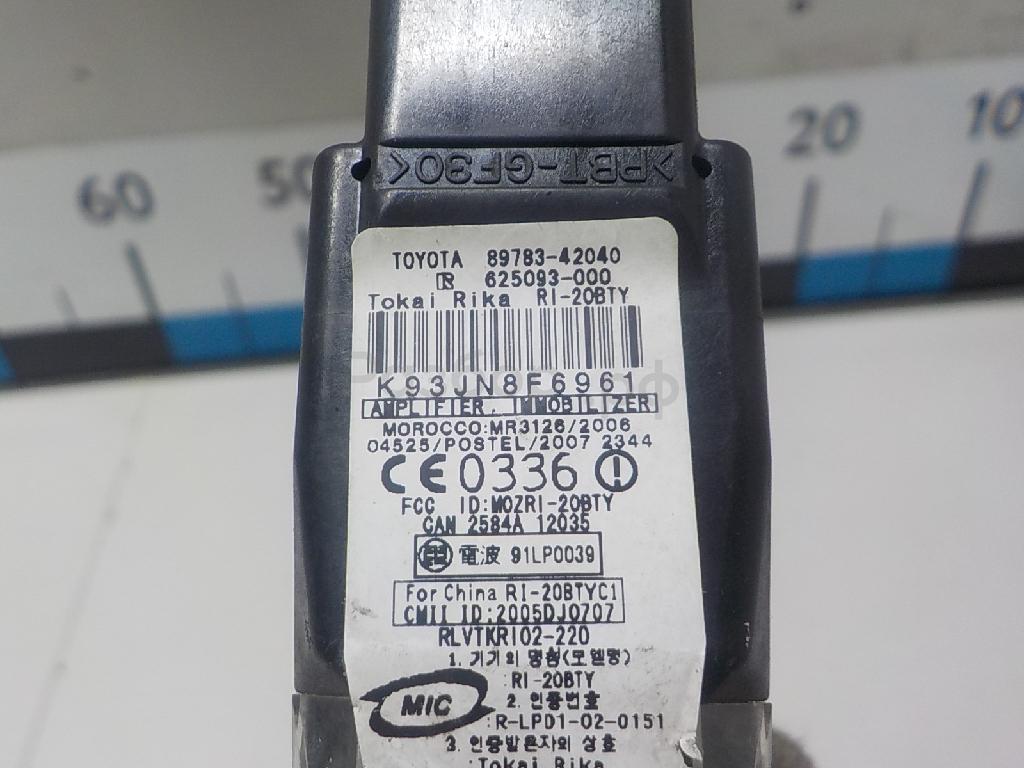 60
50
20
10
>PBT-GF30<
TOYOTA 89783-42040
R 625093-000
Tokai Rika RI-20BTY
K93JN8F6961
AMPLIFIER, IMMOBILIZER
MOROCCO:MR3126/2006
04525/POSTEL/2007 2344
CE0336
FCC ID:MOZRI-20BTY
CAN 2584A 12035
電波 91LP0039
For China RI-20BTYC1
CMII ID:2005DJ0707
RLVTKRI02-220
1. 기기의 명칭(모델명)
:RI-20BTY
MIC
2. 인증번호
:R-LPD1-02-0151
3. 인증받은자의 상호
:Tokai Rika